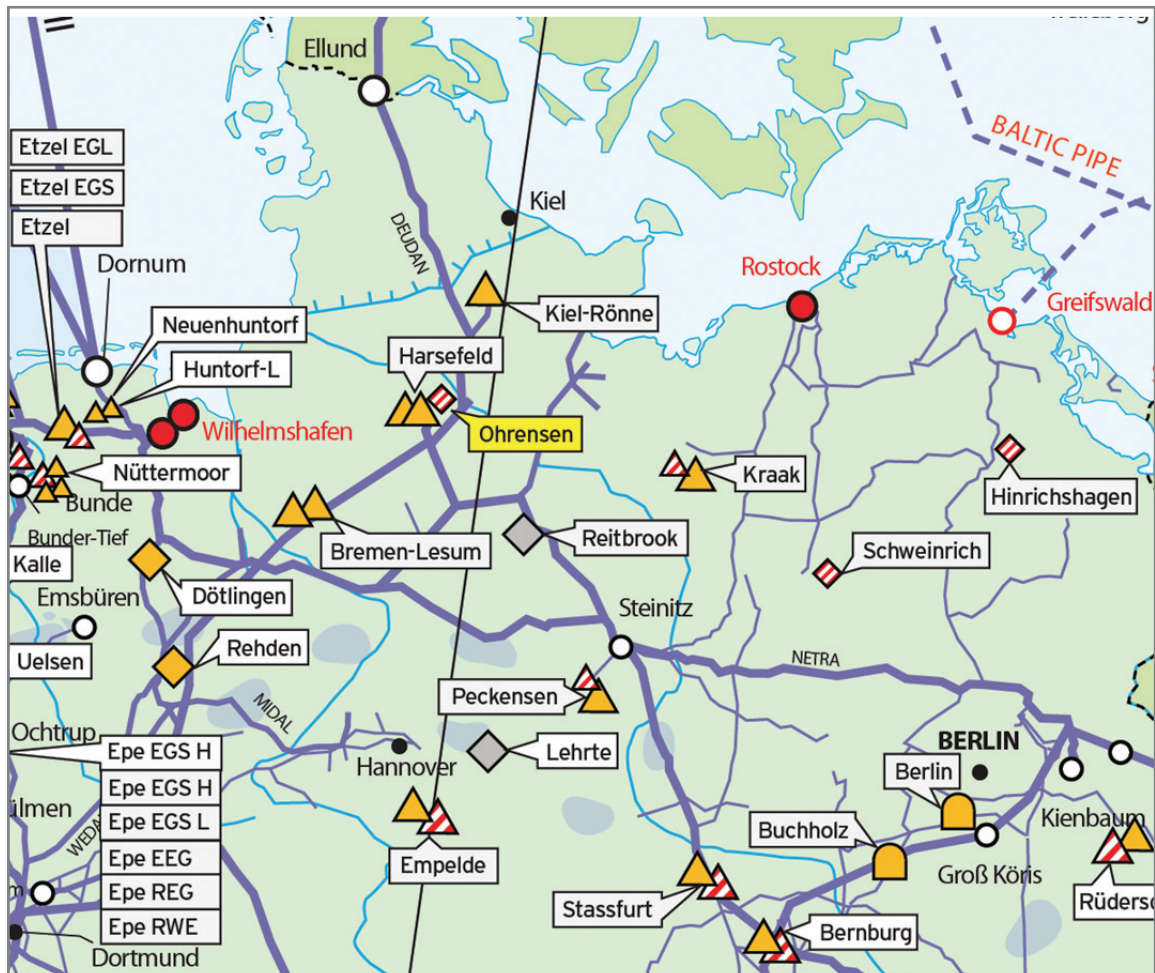 Ellund
Etzel EGL
Etzel EGS
Etzel
BALTIC PIPE
Kiel
DEUDAN
Dornum
Rostock
Neuenhuntorf
Kiel-Rönne
Greifswald
Harsefeld
Huntorf-L
Ohrensen
Wilhelmshafen
Nüttermoor
Kraak
Hinrichshagen
Bunde
Bunder-Tief
Bremen-Lesum
Reitbrook
Schweinrich
Kalle
Emsbüren
Dötlingen
Steinitz
Uelsen
Rehden
NETRA
Peckensen
MIDAL
Ochtrup
Epe EGS H
Hannover
Lehrte
BERLIN
Berlin
Epe EGS H
Epe EGS L
Buchholz
Kienbaum
Epe EEG
Empelde
Groß Köris
Epe REG
Stassfurt
Epe RWE
Bernburg
Dortmund